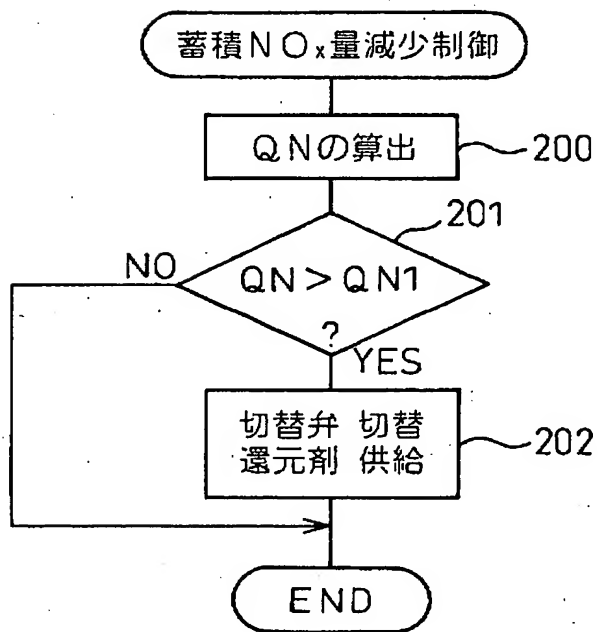 蓄積NOx量減少制御
QNの算出
200
201
NO
QN > QN1
?
YES
切替弁 切替
還元剤 供給
202
END